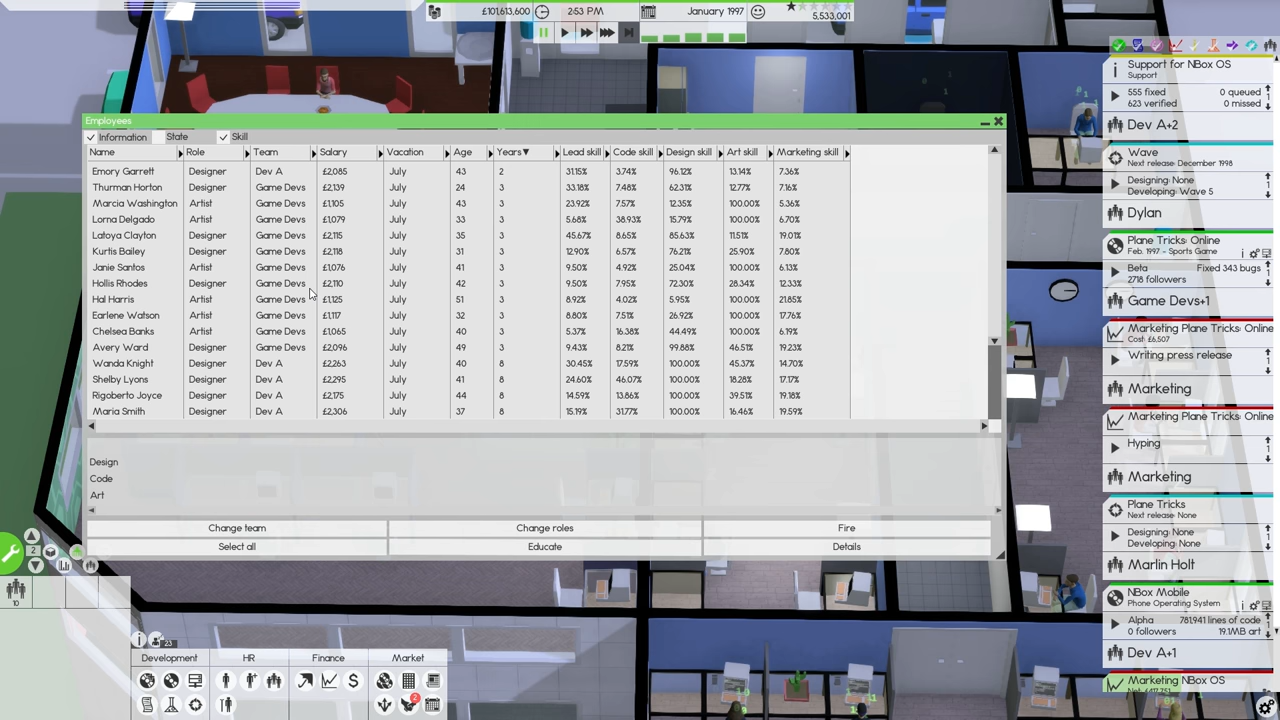 £101,613,600 2:53 PM January 1997 5,533,001
Employees
Information State Skill
Name Role Team Salary Vacation Age Years▼ Lead skill Code skill Design skill Art skill Marketing skill
Emory Garrett Designer Dev A £2,085 July 43 2 31.15% 3.74% 96.12% 13.14% 7.36%
Thurman Horton Designer Game Devs £2,139 July 24 3 33.18% 7.48% 62.31% 12.77% 7.16%
Marcia Washington Artist Game Devs £1,105 July 43 3 23.92% 7.57% 12.35% 100.00% 5.36%
Lorna Delgado Artist Game Devs £1,079 July 33 3 5.68% 38.93% 15.79% 100.00% 6.70%
Latoya Clayton Designer Game Devs £2,115 July 35 3 45.67% 8.65% 85.63% 11.51% 19.01%
Kurtis Bailey Designer Game Devs £2,118 July 31 3 12.90% 6.57% 76.21% 25.90% 7.80%
Janie Santos Artist Game Devs £1,076 July 41 3 9.50% 4.92% 25.04% 100.00% 6.13%
Hollis Rhodes Designer Game Devs £2,110 July 42 3 9.50% 7.95% 72.30% 28.34% 12.33%
Hal Harris Artist Game Devs £1,125 July 51 3 8.92% 4.02% 5.95% 100.00% 21.85%
Earlene Watson Artist Game Devs £1,117 July 32 3 8.80% 7.51% 26.92% 100.00% 17.76%
Chelsea Banks Artist Game Devs £1,065 July 40 3 5.37% 16.38% 44.49% 100.00% 6.19%
Avery Ward Designer Game Devs £2,096 July 49 3 9.43% 8.21% 99.88% 46.51% 19.23%
Wanda Knight Designer Dev A £2,263 July 40 8 30.45% 17.59% 100.00% 45.37% 14.70%
Shelby Lyons Designer Dev A £2,295 July 41 8 24.60% 46.07% 100.00% 18.28% 17.17%
Rigoberto Joyce Designer Dev A £2,175 July 44 8 14.59% 13.86% 100.00% 39.51% 19.18%
Maria Smith Designer Dev A £2,306 July 37 8 15.19% 31.77% 100.00% 16.46% 19.59%
Design
Code
Art
Change team Change roles Fire
Select all Educate Details
Support for NBox OS
Support
555 fixed 0 queued
623 verified 0 missed
1
Dev A+2
Wave
Next release: December 1998
Designing: None
Developing: Wave 5
1
Dylan
Plane Tricks: Online
Feb. 1997 - Sports Game
Beta Fixed 343 bugs
2718 followers
1
Game Devs+1
Marketing Plane Tricks: Online
Cost: £6,507
Writing press release
1
Marketing
Marketing Plane Tricks: Online
Hyping
1
Marketing
Plane Tricks
Next release: None
Designing: None
Developing: None
1
Marlin Holt
NBox Mobile
Phone Operating System
Alpha 781,941 lines of code
0 followers 19.1MB art
1
Dev A+1
Marketing NBox OS
2
10
23
Development HR Finance Market
2